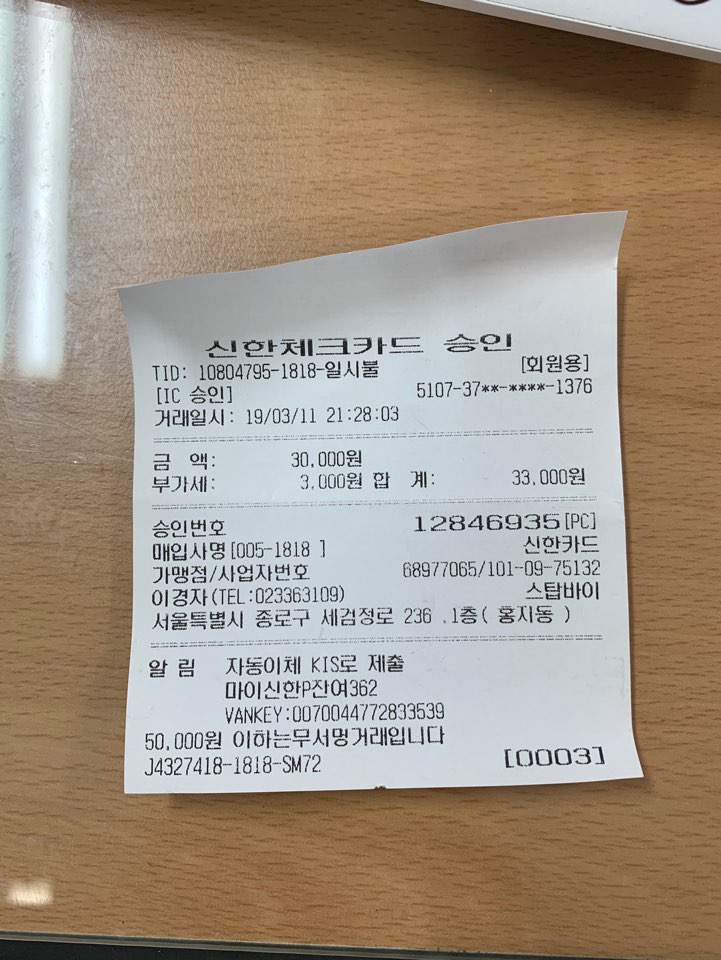 신한체크카드 승인
TID: 10804795-1818-일시불 [회원용]
[IC 승인] 5107-37**-****-1376
거래일시: 19/03/11 21:28:03
금 액: 30,000원
부가세: 3,000원 합 계: 33,000원
승인번호 12846935[PC]
매입사명[005-1818 ] 신한카드
가맹점/사업자번호 68977065/101-09-75132
이경자(TEL:023363109) 스탑바이
서울특별시 종로구 세검정로 236 .1층( 홍지동 )
알 림 자동이체 KIS로 제출
마이신한P잔여362
VANKEY:0070044772833539
50,000원 이하는무서명거래입니다
J4327418-1818-SM72 [0003]